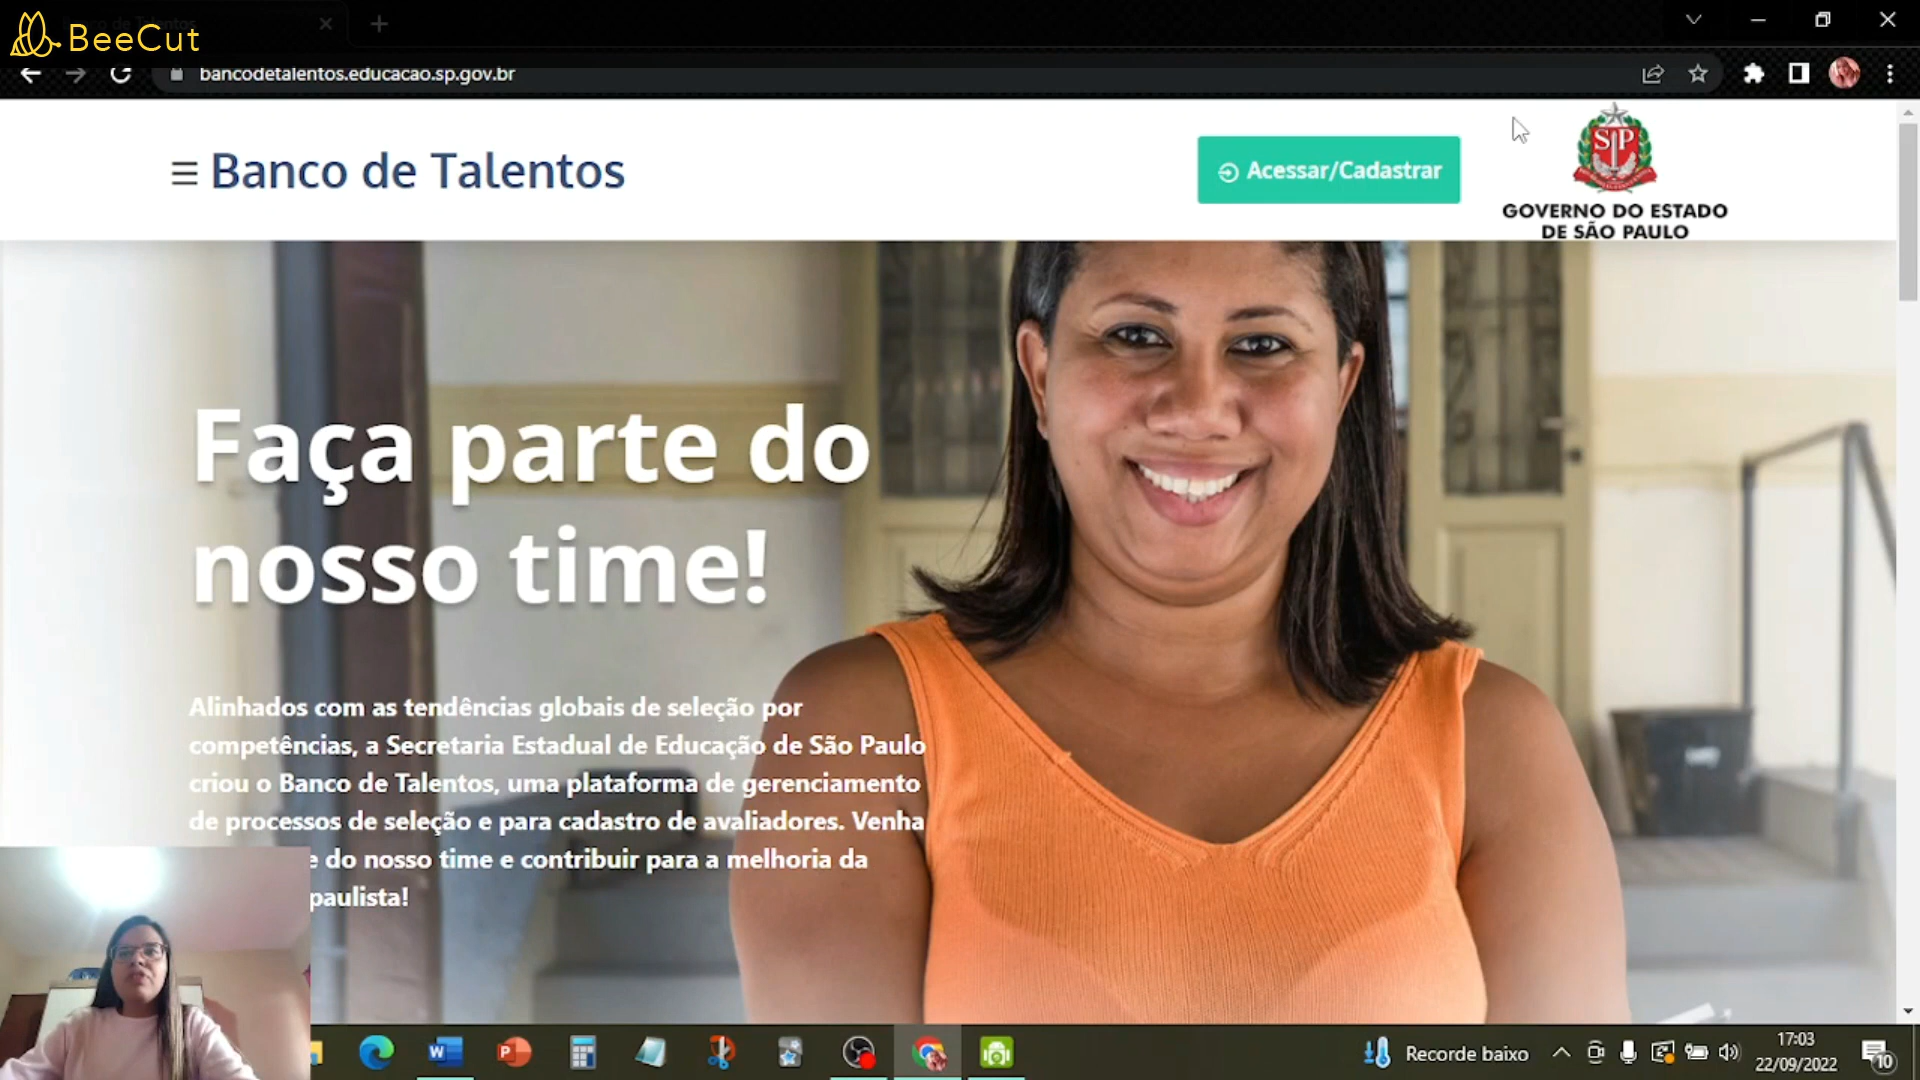 BeeCut
bancodetalentos.educacao.sp.gov.br
Banco de Talentos
Acessar/Cadastrar
SP
GOVERNO DO ESTADO
DE SÃO PAULO
Faça parte do
nosso time!
Alinhados com as tendências globais de seleção por
competências, a Secretaria Estadual de Educação de São Paulo
criou o Banco de Talentos, uma plataforma de gerenciamento
de processos de seleção e para cadastro de avaliadores. Venha
do nosso time e contribuir para a melhoria da
paulista!
Recorde baixo
17:03
22/09/2022
10